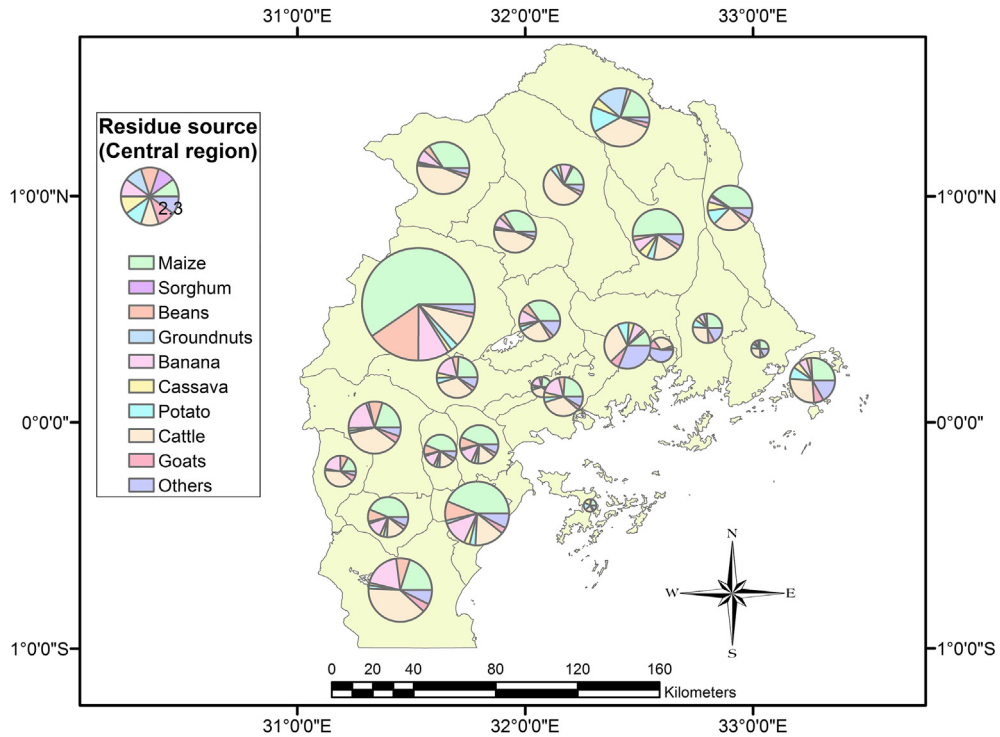 31°0'0"E 32°0'0"E 33°0'0"E
Residue source
(Central region)
2.3
Maize
Sorghum
Beans
Groundnuts
Banana
Cassava
Potato
Cattle
Goats
Others
1°0'0"N 1°0'0"N
0°0'0" 0°0'0"
1°0'0"S 1°0'0"S
N
W E
S
0 20 40 80 120 160
Kilometers
31°0'0"E 32°0'0"E 33°0'0"E